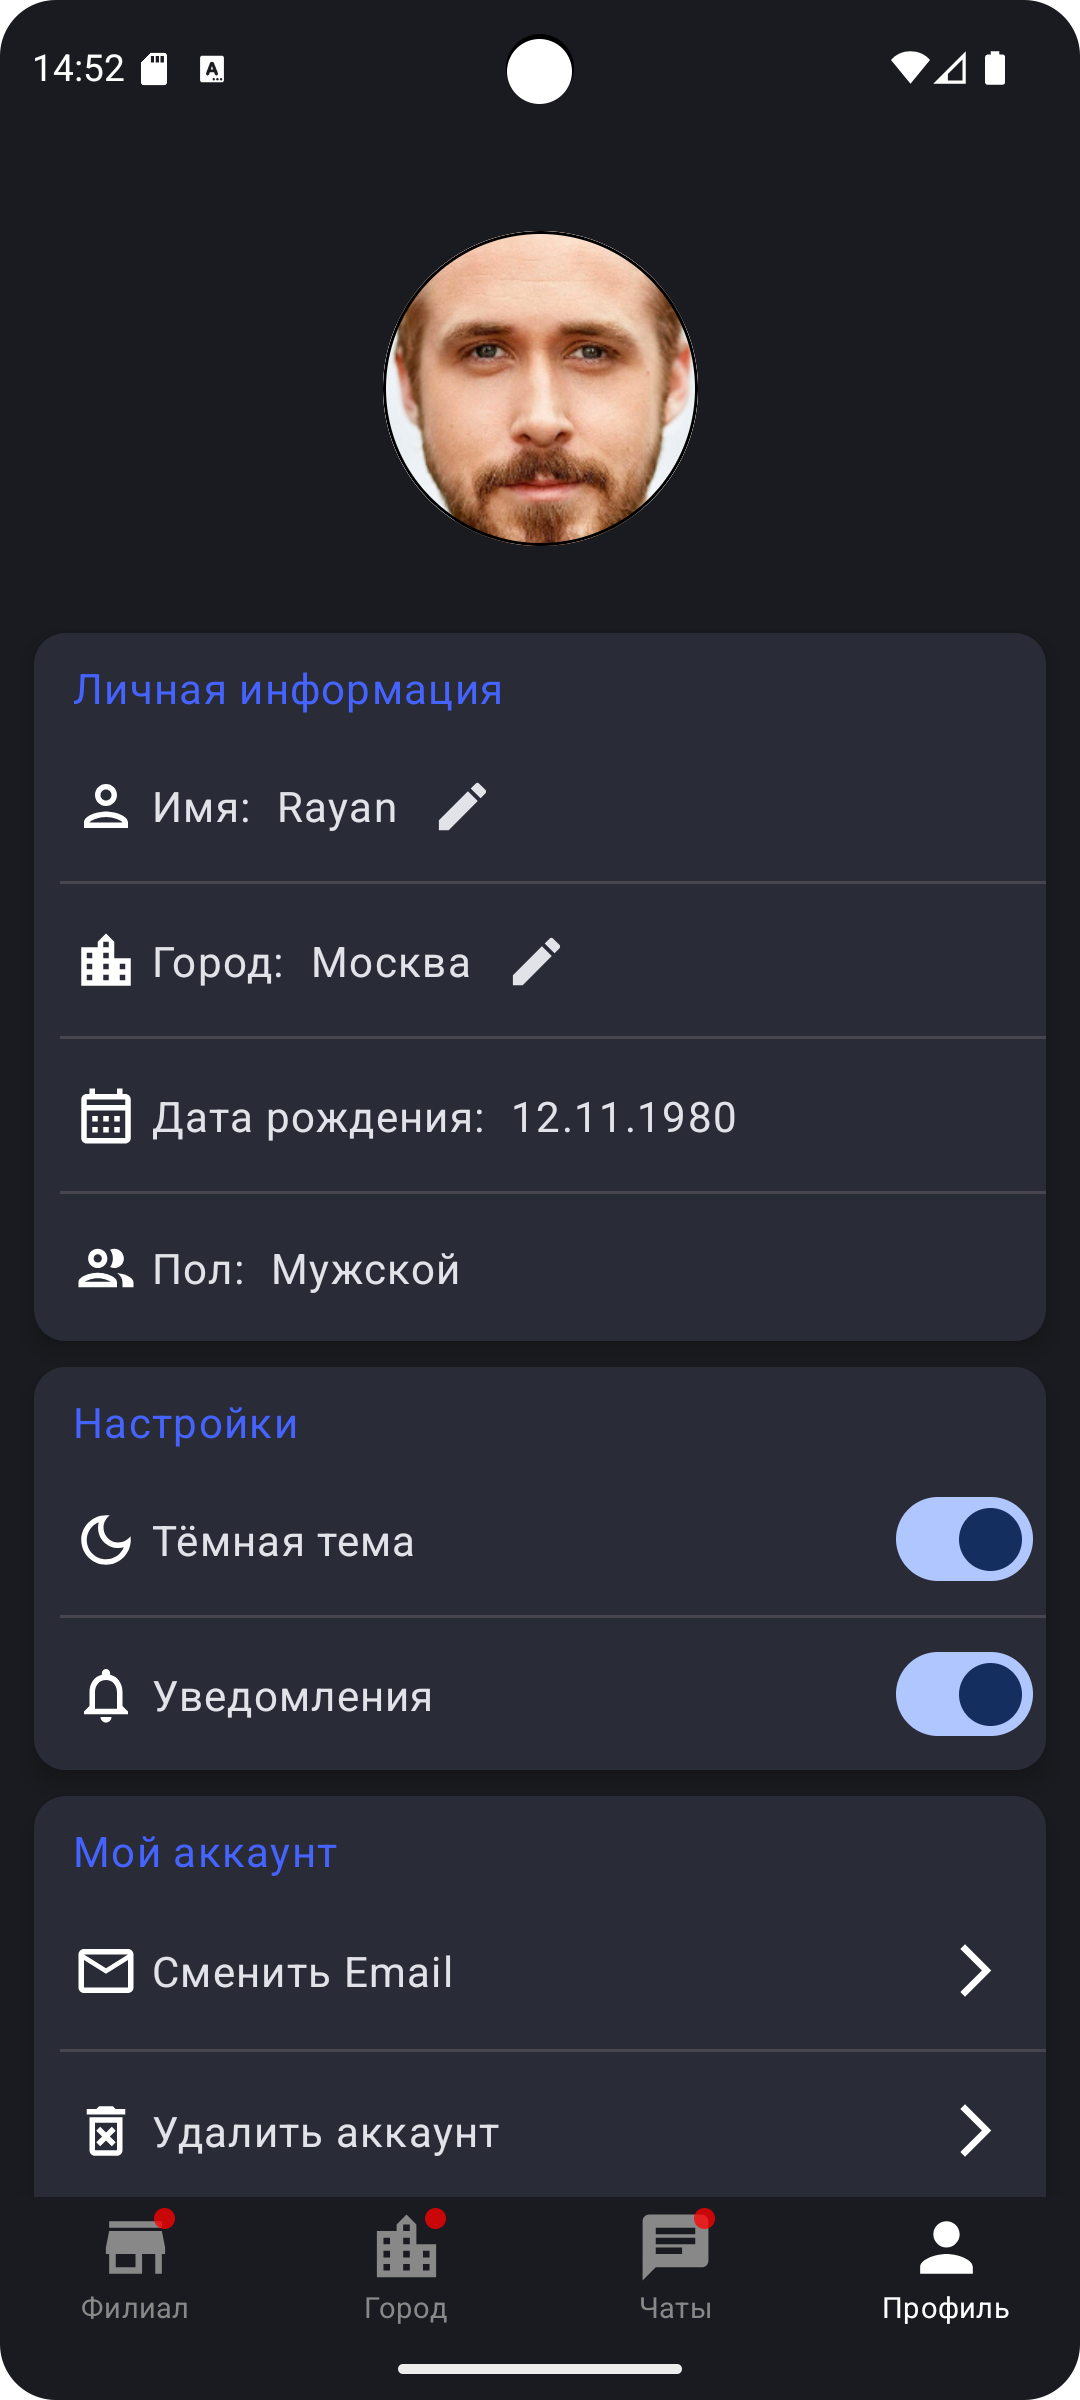 14:52
Личная информация
Имя: Rayan
Город: Москва
Дата рождения: 12.11.1980
Пол: Мужской
Настройки
Тёмная тема
Уведомления
Мой аккаунт
Сменить Email
Удалить аккаунт
Филиал Город Чаты Профиль